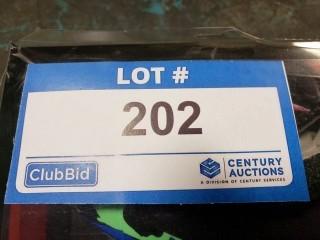 LOT #
202
ClubBid
CENTURY
AUCTIONS
A DIVISION OF CENTURY SERVICES